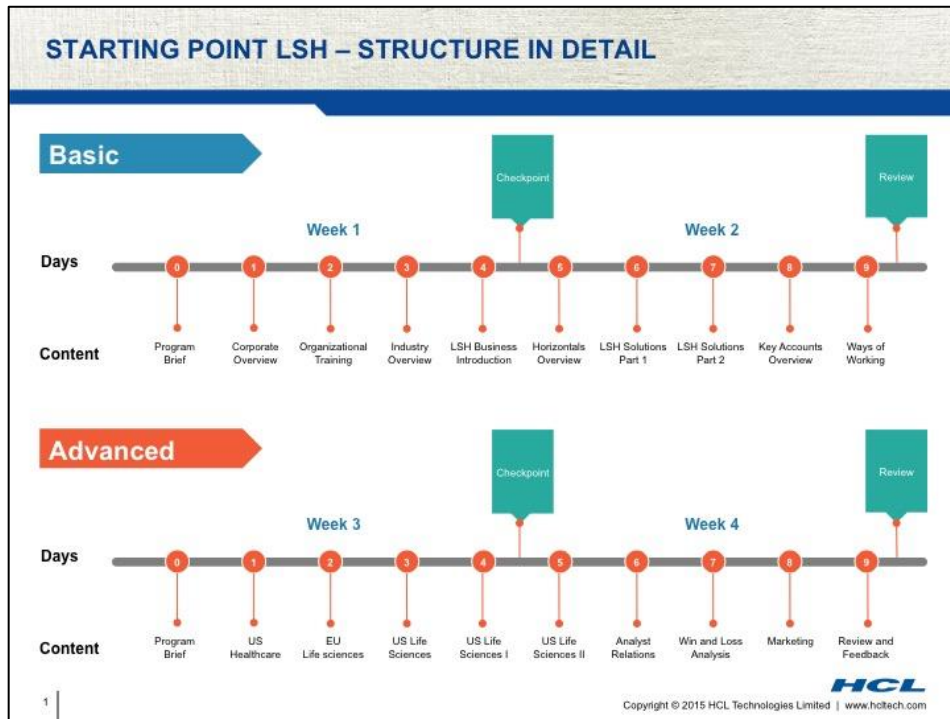 STARTING POINT LSH – STRUCTURE IN DETAIL
Basic
Checkpoint
Review
Week 1
Week 2
Days
0 1 2 3 4 5 6 7 8 9
Content
Program Brief
Corporate Overview
Organizational Training
Industry Overview
LSH Business Introduction
Horizontals Overview
LSH Solutions Part 1
LSH Solutions Part 2
Key Accounts Overview
Ways of Working
Advanced
Checkpoint
Review
Week 3
Week 4
Days
0 1 2 3 4 5 6 7 8 9
Content
Program Brief
US Healthcare
EU Life sciences
US Life Sciences
US Life Sciences I
US Life Sciences II
Analyst Relations
Win and Loss Analysis
Marketing
Review and Feedback
1
HCL
Copyright © 2015 HCL Technologies Limited | www.hcltech.com